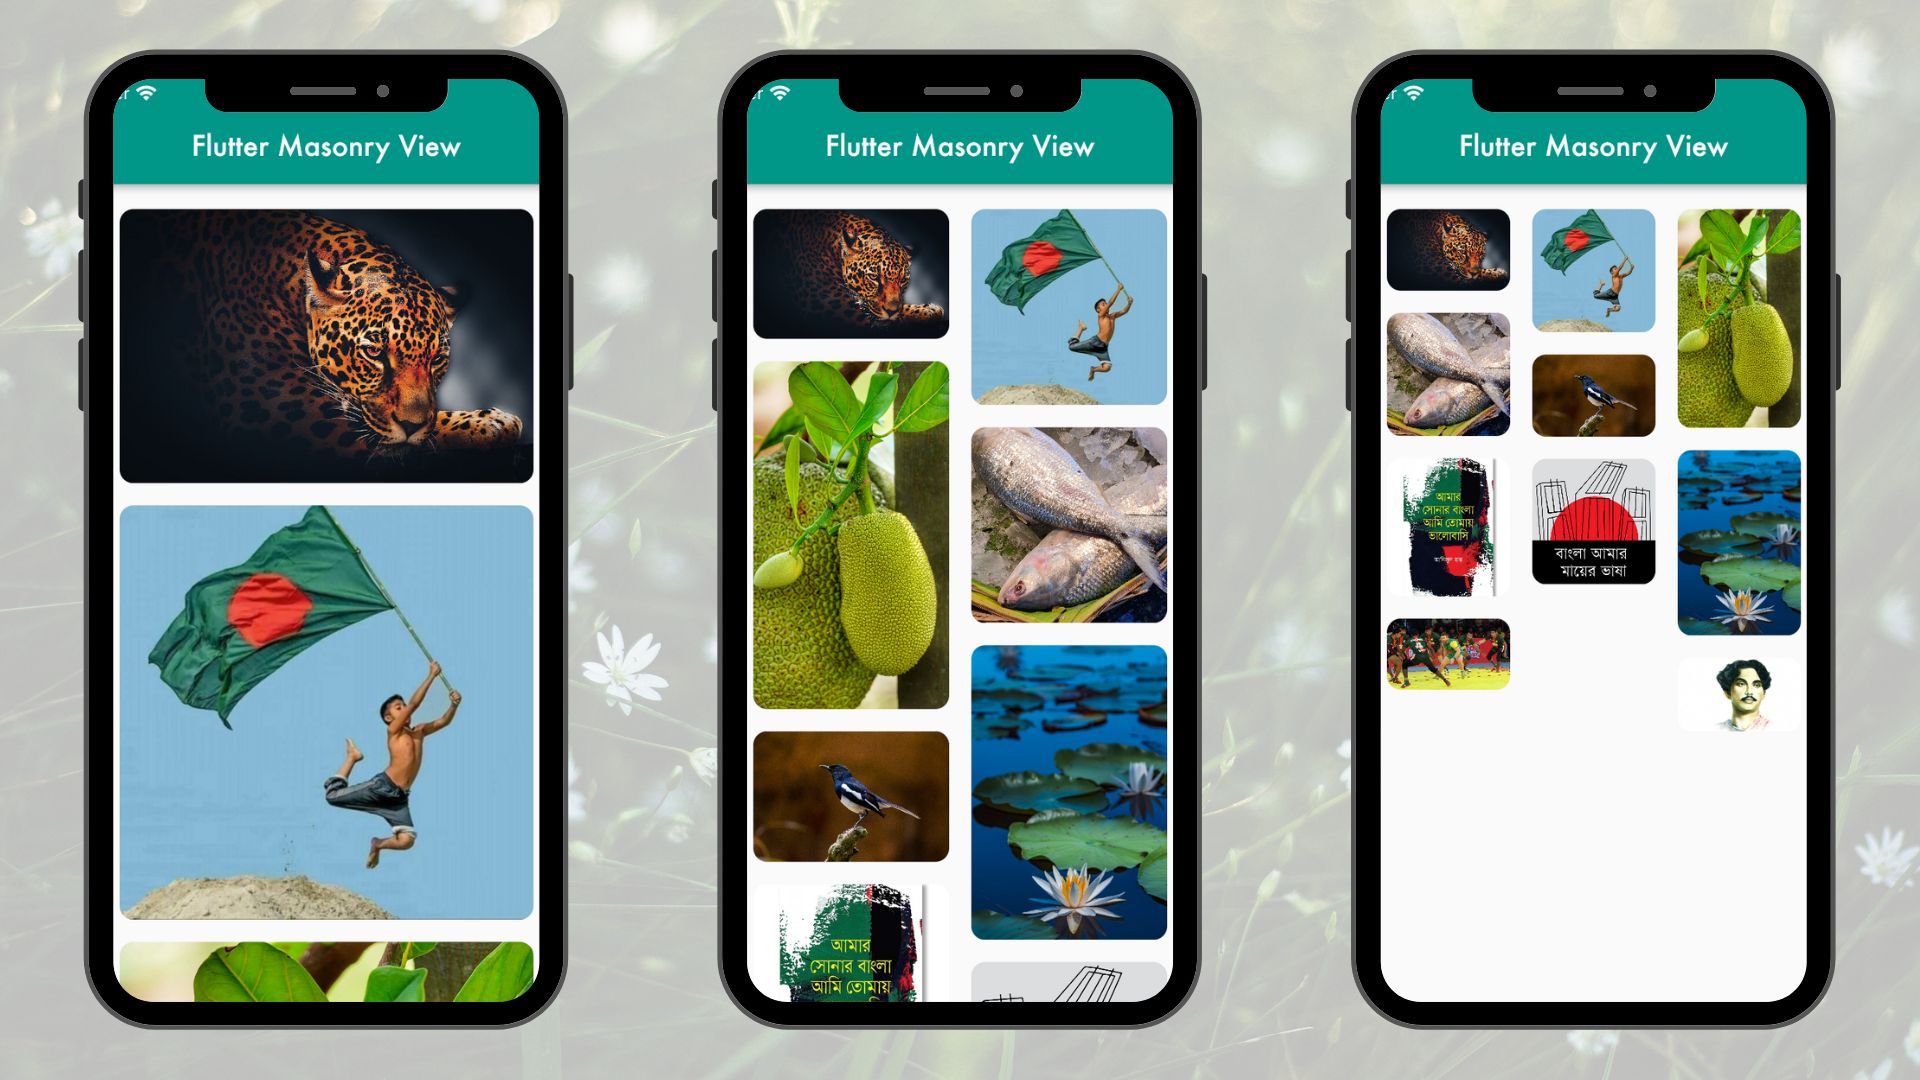 Flutter Masonry View
Flutter Masonry View
আমার
সোনার বাংলা
আমি তোমায়
Flutter Masonry View
আমার
সোনার বাংলা
আমি তোমায়
ভালোবাসি
বাংলা আমার
মায়ের ভাষা